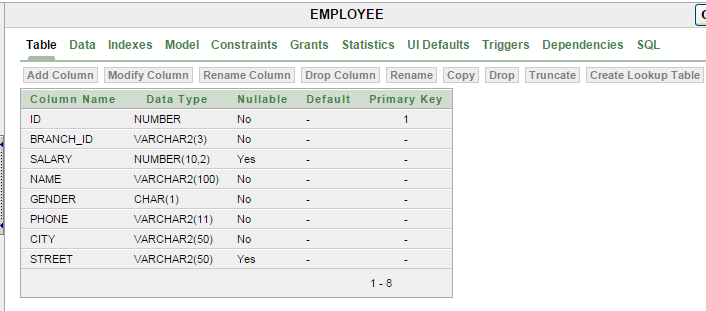 EMPLOYEE
Table Data Indexes Model Constraints Grants Statistics UI Defaults Triggers Dependencies SQL
Add Column Modify Column Rename Column Drop Column Rename Copy Drop Truncate Create Lookup Table
Column Name Data Type Nullable Default Primary Key
ID NUMBER No - 1
BRANCH_ID VARCHAR2(3) No - -
SALARY NUMBER(10,2) Yes - -
NAME VARCHAR2(100) No - -
GENDER CHAR(1) No - -
PHONE VARCHAR2(11) No - -
CITY VARCHAR2(50) No - -
STREET VARCHAR2(50) Yes - -
1 - 8